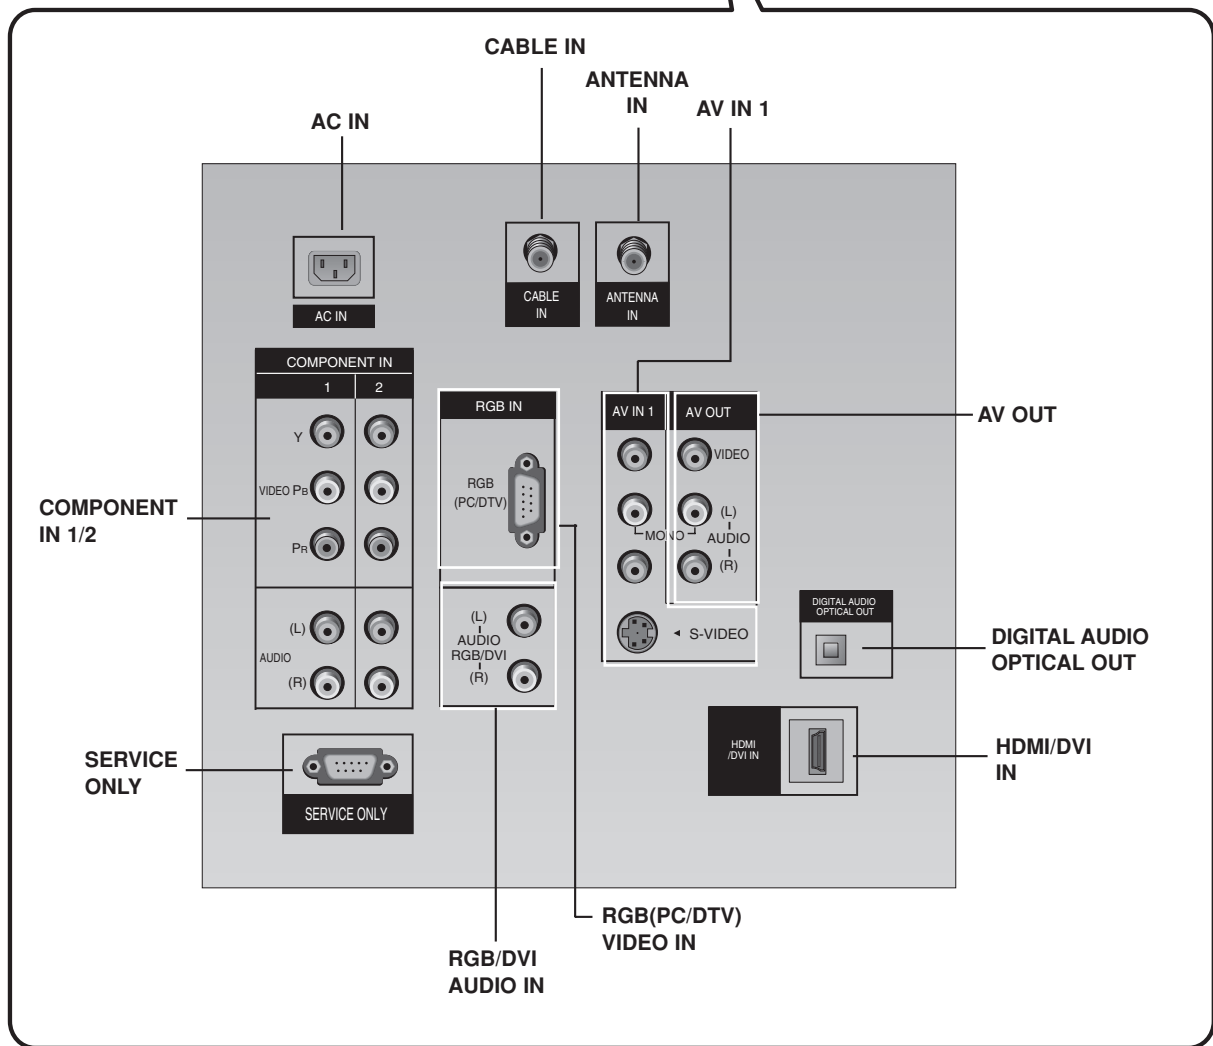 CABLE IN
ANTENNA
IN
AV IN 1
AC IN
CABLE
IN
ANTENNA
IN
AC IN
COMPONENT IN
1 2
Y
VIDEO PB
PR
(L)
AUDIO
(R)
RGB IN
RGB
(PC/DTV)
(L)
AUDIO
RGB/DVI
(R)
AV IN 1
AV OUT
VIDEO
(L)
MONO
AUDIO
(R)
S-VIDEO
AV OUT
COMPONENT
IN 1/2
DIGITAL AUDIO
OPTICAL OUT
DIGITAL AUDIO
OPTICAL OUT
HDMI
/DVI IN
HDMI/DVI
IN
SERVICE
ONLY
SERVICE ONLY
RGB(PC/DTV)
VIDEO IN
RGB/DVI
AUDIO IN